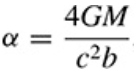 α = 4GM / c²b